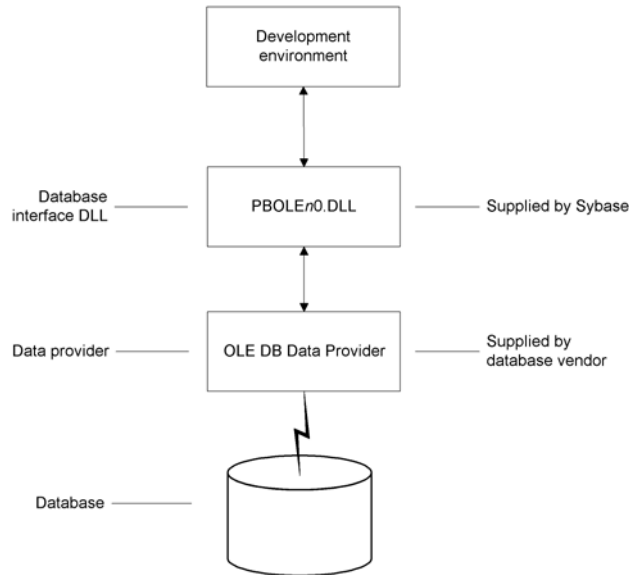 Development
environment
Database
interface DLL
PBOLEn0.DLL
Supplied by Sybase
Data provider
OLE DB Data Provider
Supplied by
database vendor
Database